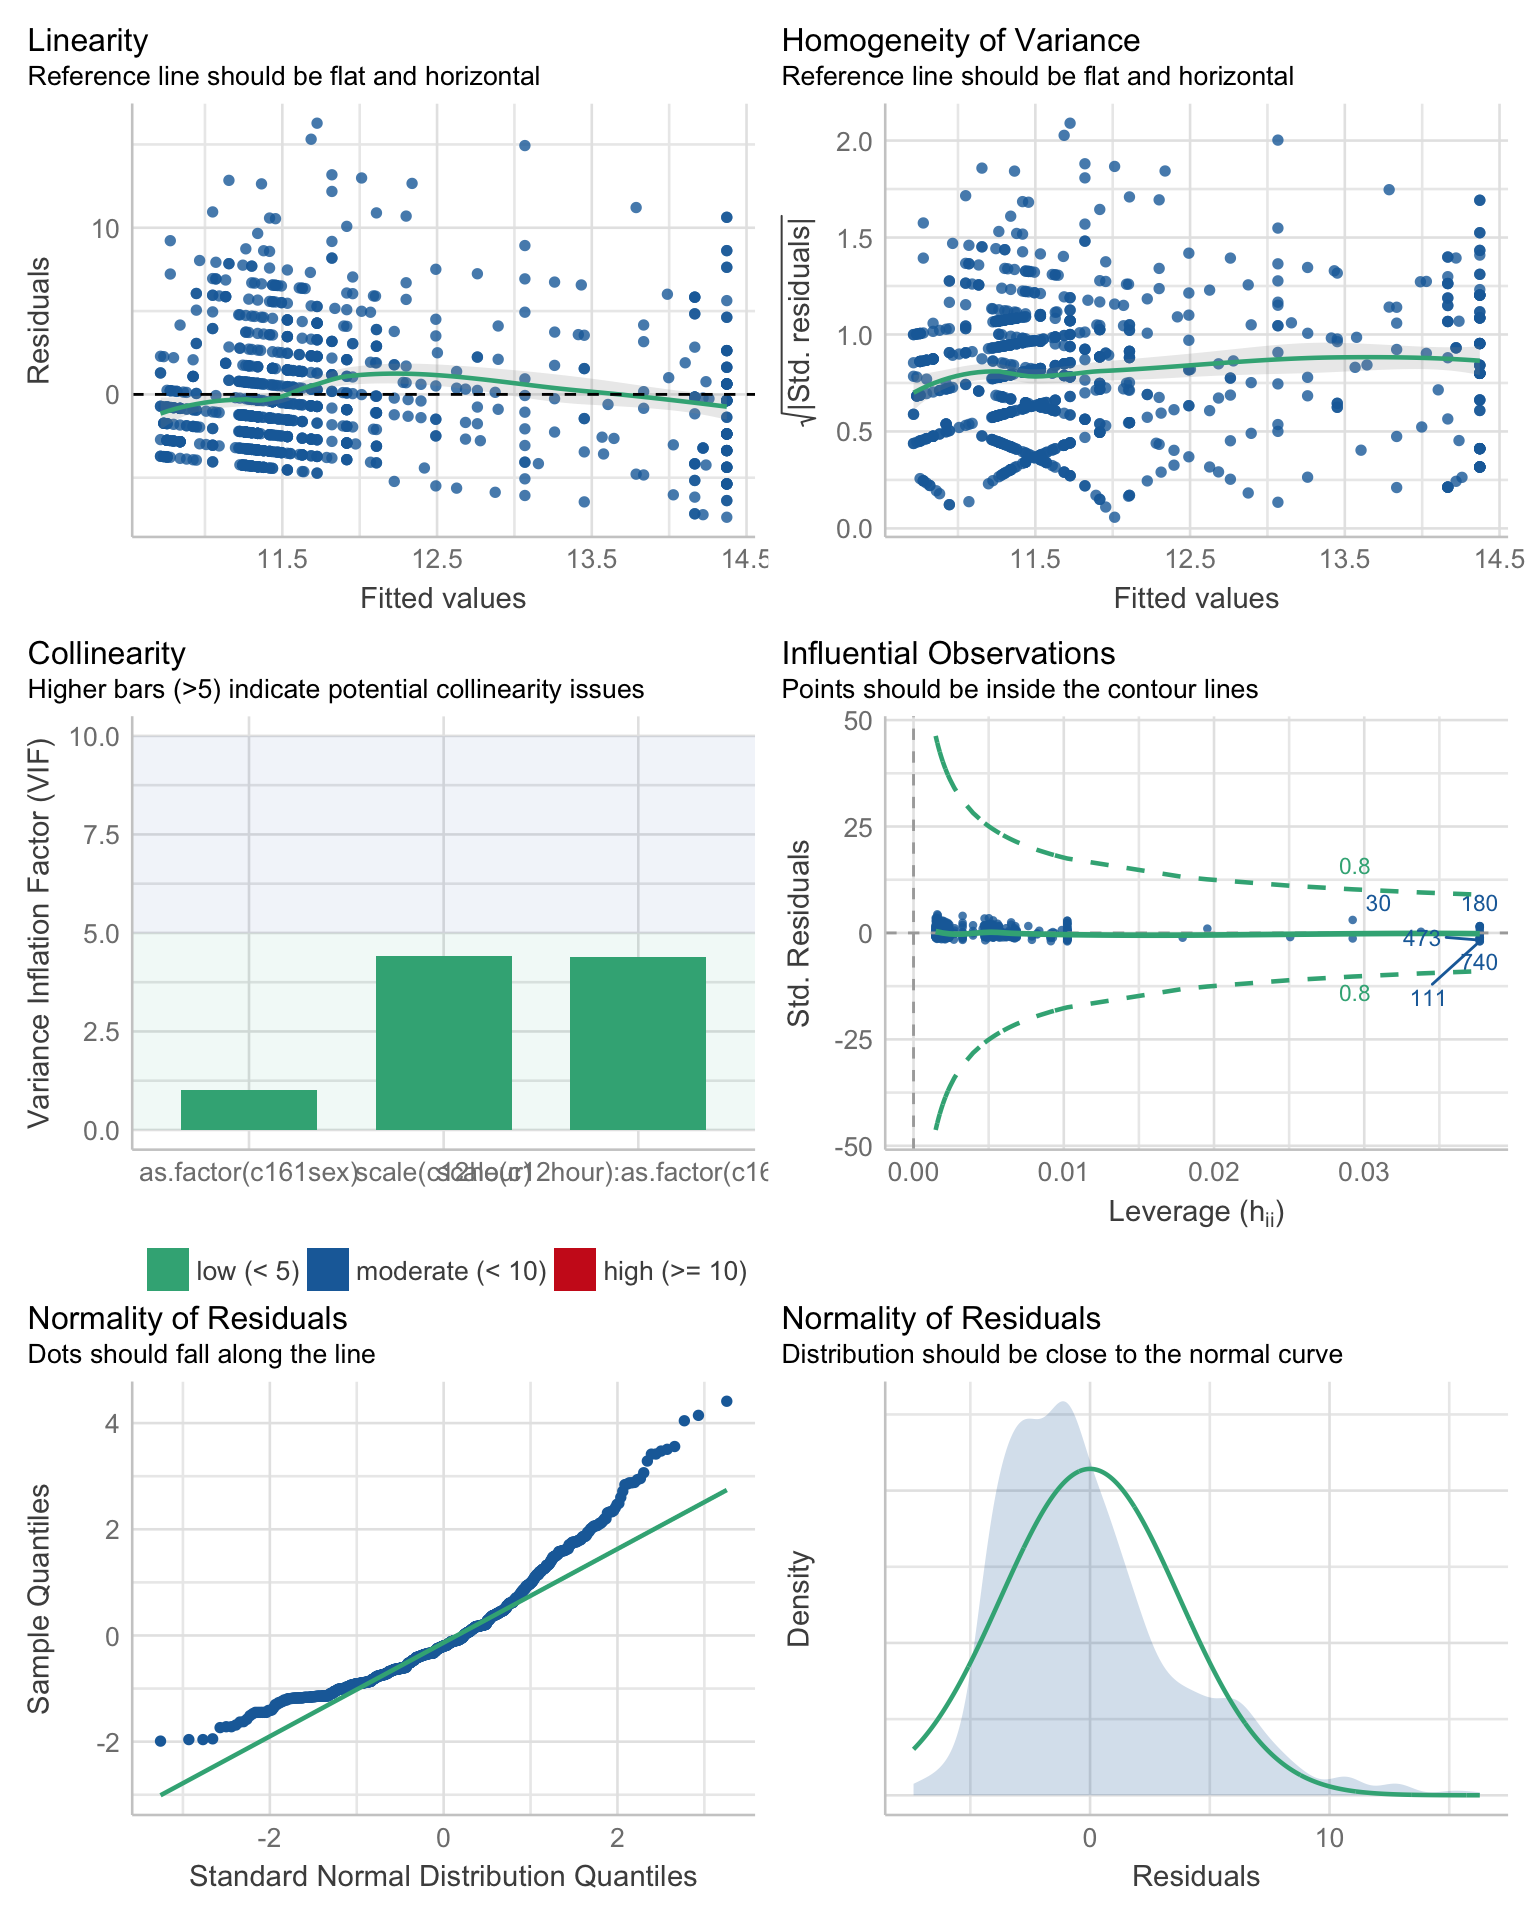 Linearity
Reference line should be flat and horizontal
Residuals
10
0
11.5
12.5
13.5
14.5
Fitted values
Homogeneity of Variance
Reference line should be flat and horizontal
√|Std. residuals|
2.0
1.5
1.0
0.5
0.0
11.5
12.5
13.5
14.5
Fitted values
Collinearity
Higher bars (>5) indicate potential collinearity issues
Variance Inflation Factor (VIF)
10.0
7.5
5.0
2.5
0.0
as.factor(c161sex)
scale(c12hour)
scale(c12hour):as.factor(c16
low (< 5)
moderate (< 10)
high (>= 10)
Influential Observations
Points should be inside the contour lines
Std. Residuals
50
25
0
-25
-50
0.8
30
180
473
740
0.8
111
0.00
0.01
0.02
0.03
Leverage (hii)
Normality of Residuals
Dots should fall along the line
Sample Quantiles
4
2
0
-2
-2
0
2
Standard Normal Distribution Quantiles
Normality of Residuals
Distribution should be close to the normal curve
Density
0
10
Residuals